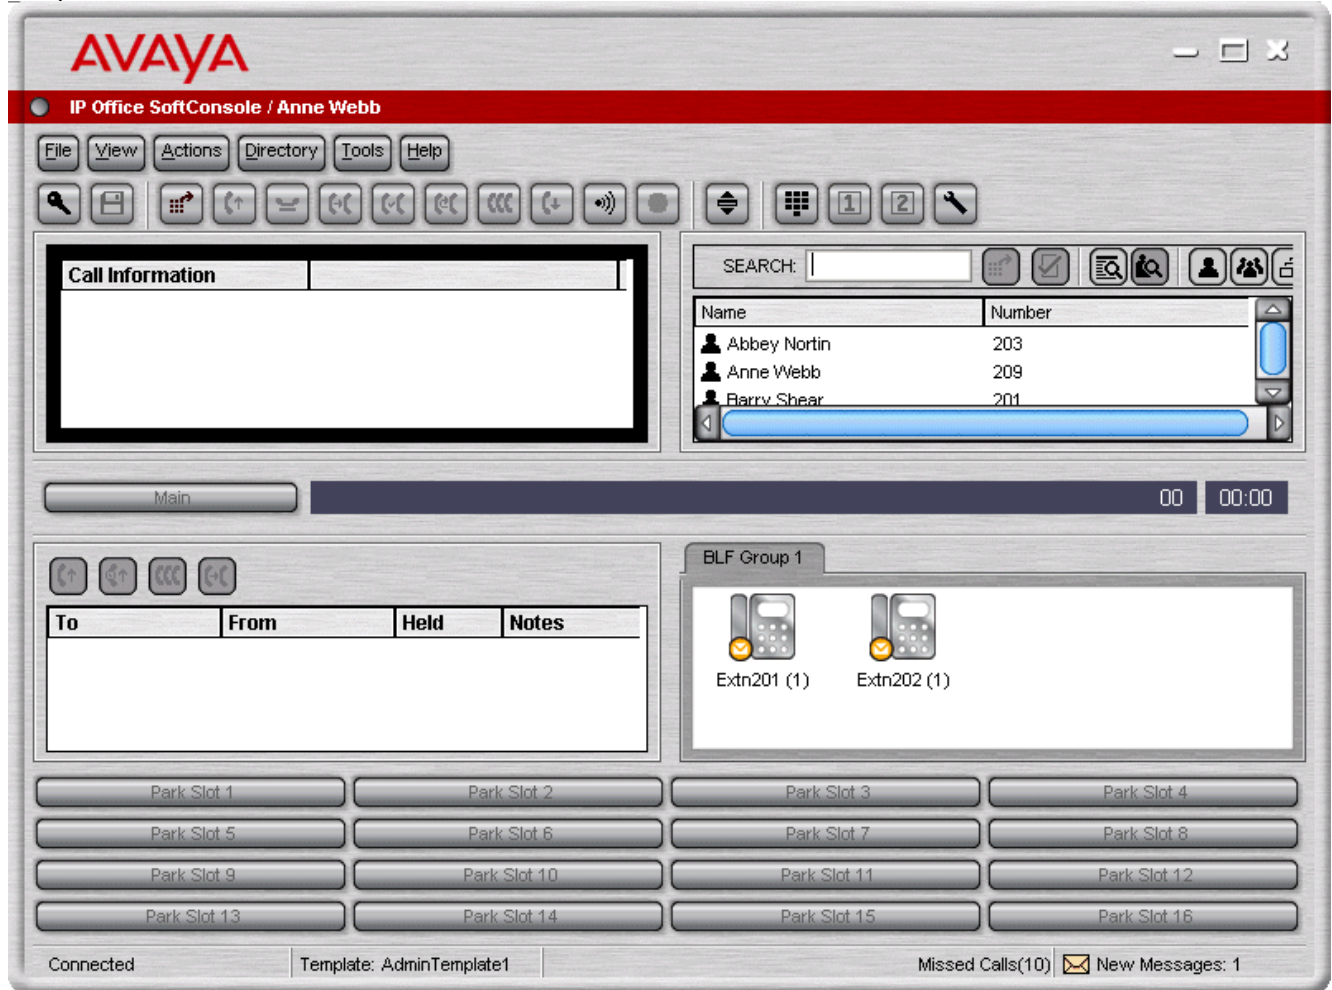 AVAYA
IP Office SoftConsole / Anne Webb
File View Actions Directory Tools Help
1 2
Call Information
SEARCH:
Name Number
Abbey Nortin 203
Anne Webb 209
Barry Shear 201
Main 00 00:00
BLF Group 1
To From Held Notes
Extn201 (1) Extn202 (1)
Park Slot 1 Park Slot 2 Park Slot 3 Park Slot 4
Park Slot 5 Park Slot 6 Park Slot 7 Park Slot 8
Park Slot 9 Park Slot 10 Park Slot 11 Park Slot 12
Park Slot 13 Park Slot 14 Park Slot 15 Park Slot 16
Connected Template: AdminTemplate1 Missed Calls(10) New Messages: 1